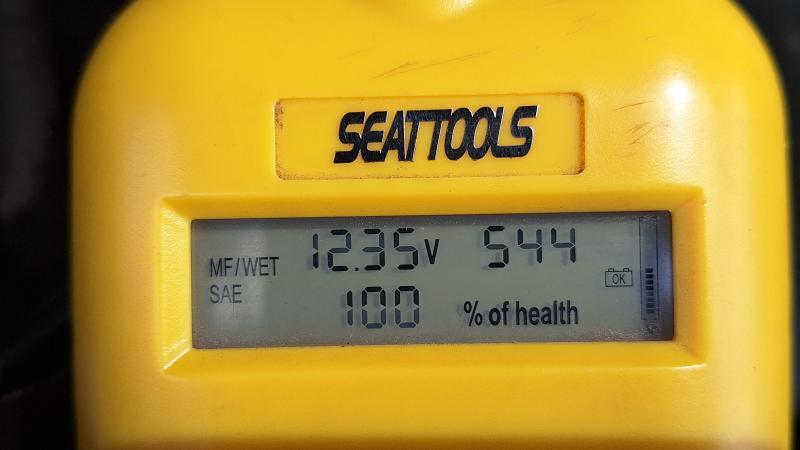 SEATTOOLS
MF/WET 12.35V 544
OK
SAE 100 % of health